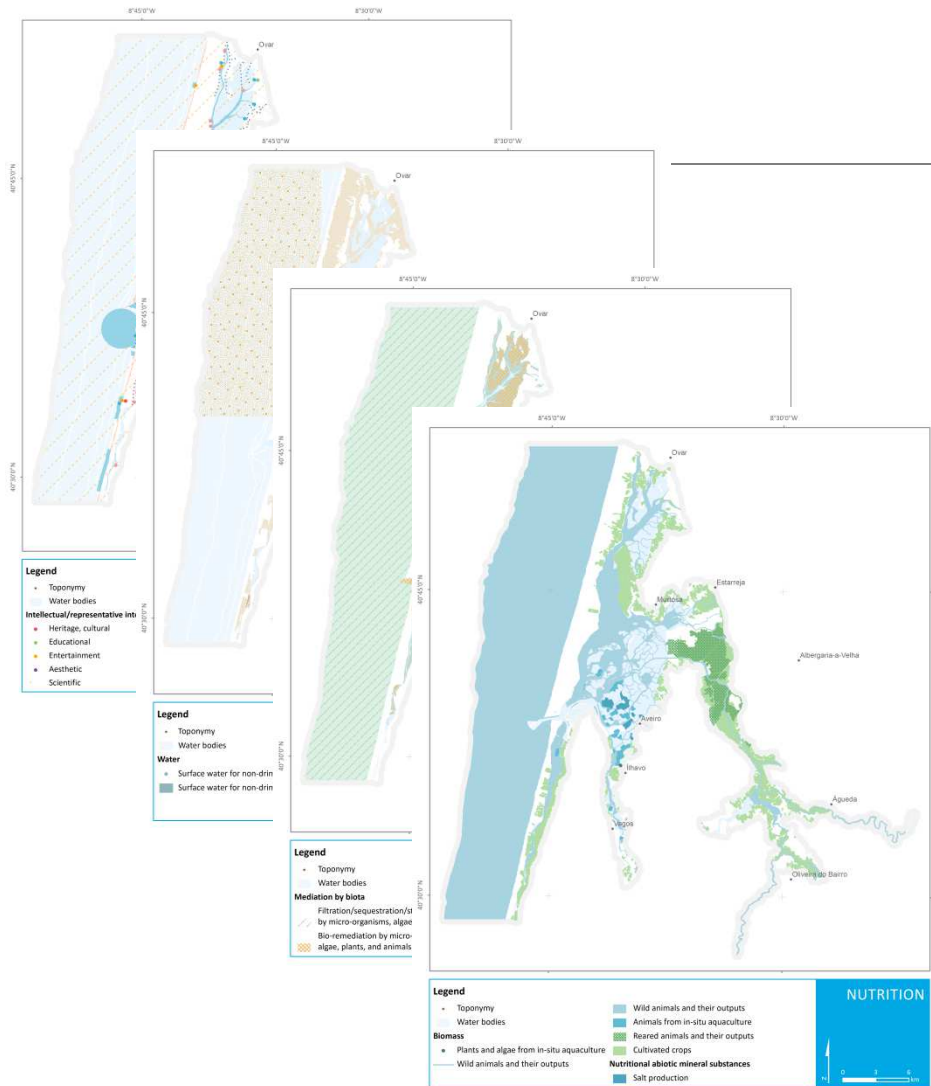 8°45'0"W
8°30'0"W
Ovar
40°45'0"N
40°30'0"N
Legend
Toponymy
Water bodies
Intellectual/representative inte
Heritage, cultural
Educational
Entertainment
Aesthetic
Scientific
8°45'0"W
8°30'0"W
Ovar
40°45'0"N
40°30'0"N
Legend
Toponymy
Water bodies
Water
Surface water for non-drin
Surface water for non-drin
8°45'0"W
8°30'0"W
Ovar
40°45'0"N
40°30'0"N
Legend
Toponymy
Water bodies
Mediation by biota
Filtration/sequestration/st
by micro-organisms, algae
Bio-remediation by micro-
algae, plants, and animals
8°45'0"W
8°30'0"W
Ovar
Estarreja
40°45'0"N
Murtosa
Albergaria-a-Velha
Aveiro
Ílhavo
Vagos
Águeda
Oliveira do Bairro
40°30'0"N
Legend
Toponymy
Water bodies
Biomass
Plants and algae from in-situ aquaculture
Wild animals and their outputs
Wild animals and their outputs
Animals from in-situ aquaculture
Reared animals and their outputs
Cultivated crops
Nutritional abiotic mineral substances
Salt production
NUTRITION
N
0 3 6
km